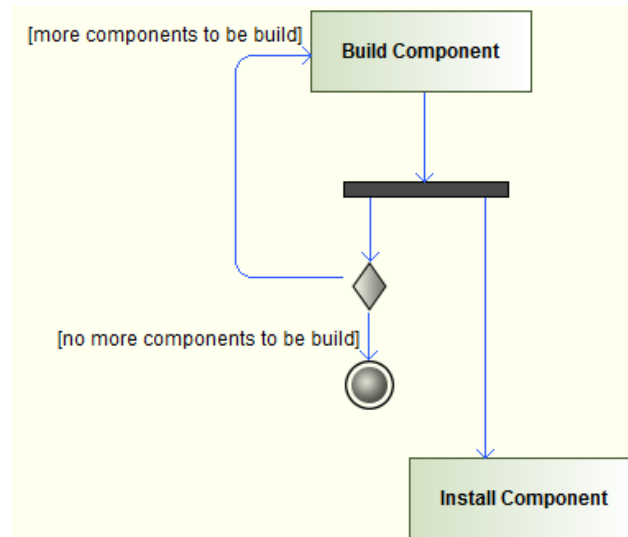 [more components to be build]
Build Component
[no more components to be build]
Install Component